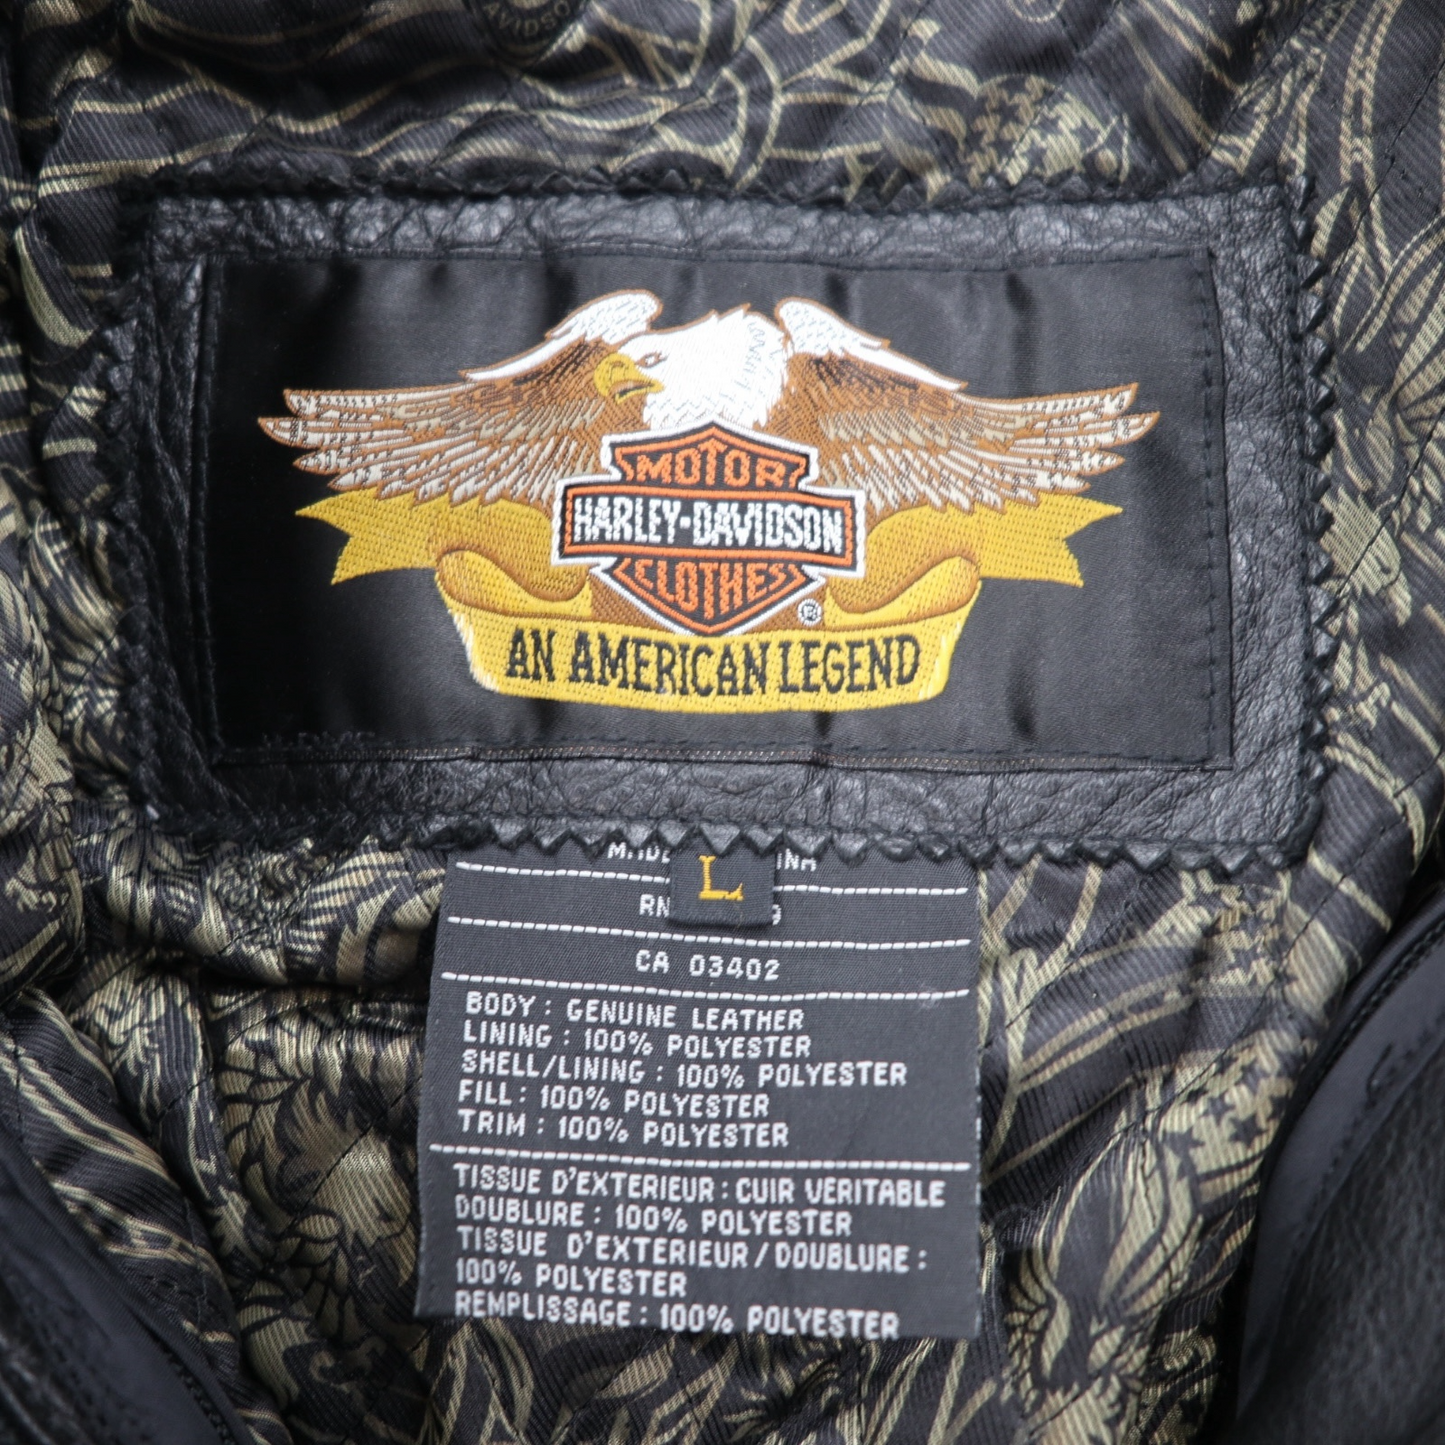 DAVIDSO
MOTOR
HARLEY-DAVIDSON
CLOTHES
®
AN AMERICAN LEGEND
L
RN
CA 03402
BODY : GENUINE LEATHER
LINING : 100% POLYESTER
SHELL/LINING : 100% POLYESTER
FILL : 100% POLYESTER
TRIM : 100% POLYESTER
TISSUE D'EXTERIEUR : CUIR VERITABLE
DOUBLURE : 100% POLYESTER
TISSUE D'EXTERIEUR / DOUBLURE :
100% POLYESTER
REMPLISSAGE : 100% POLYESTER